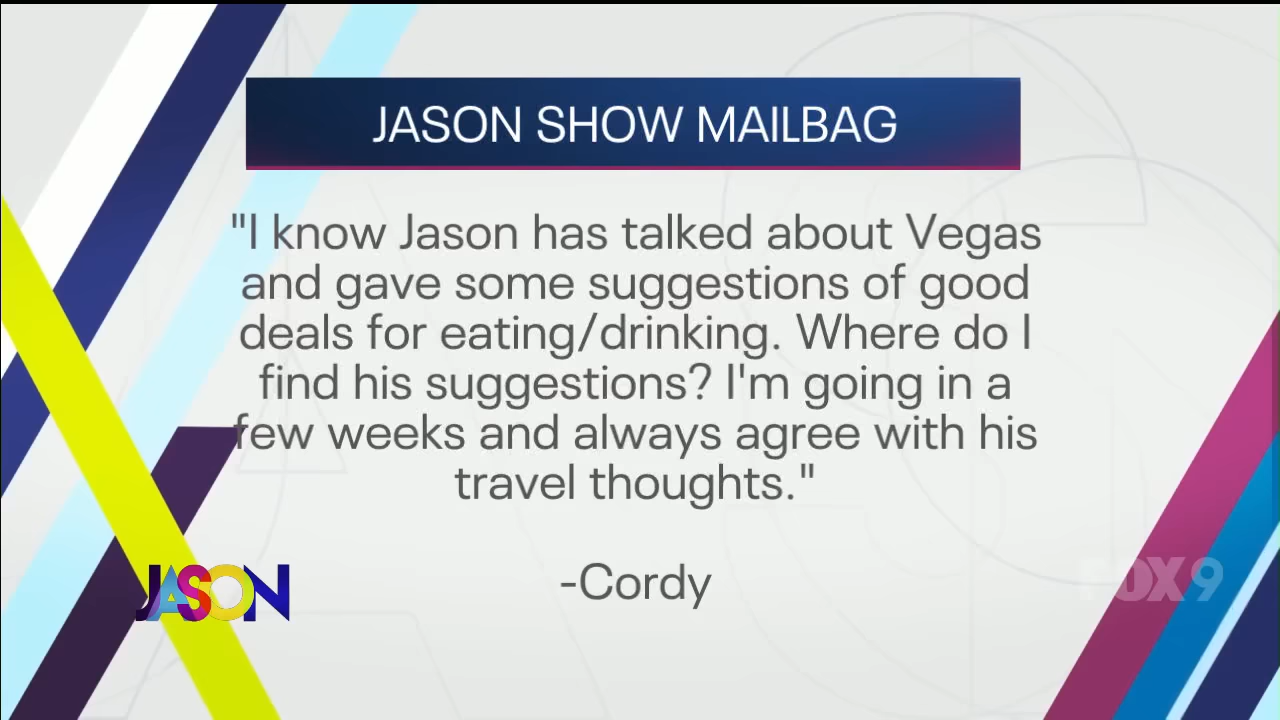 JASON SHOW MAILBAG
"I know Jason has talked about Vegas
and gave some suggestions of good
deals for eating/drinking. Where do I
find his suggestions? I'm going in a
few weeks and always agree with his
travel thoughts."
-Cordy
JASON
FOX 9